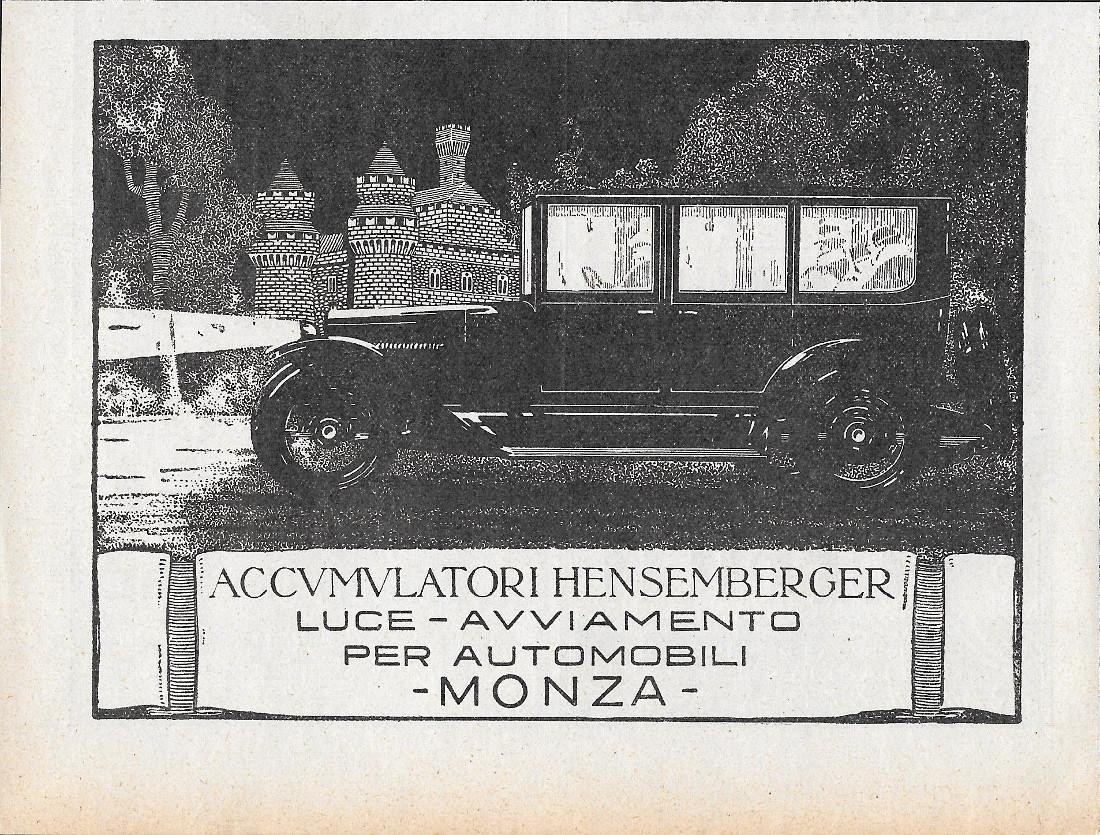 ACCVMVLATORI HENSEMBERGER
LUCE - AVVIAMENTO
PER AUTOMOBILI
- MONZA -